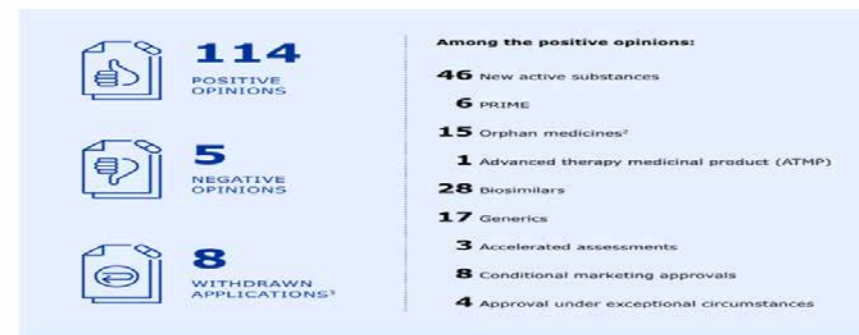 114
POSITIVE
OPINIONS
5
NEGATIVE
OPINIONS
8
WITHDRAWN
APPLICATIONS³
Among the positive opinions:
46 New active substances
6 PRIME
15 Orphan medicines²
1 Advanced therapy medicinal product (ATMP)
28 Biosimilars
17 Generics
3 Accelerated assessments
8 Conditional marketing approvals
4 Approval under exceptional circumstances